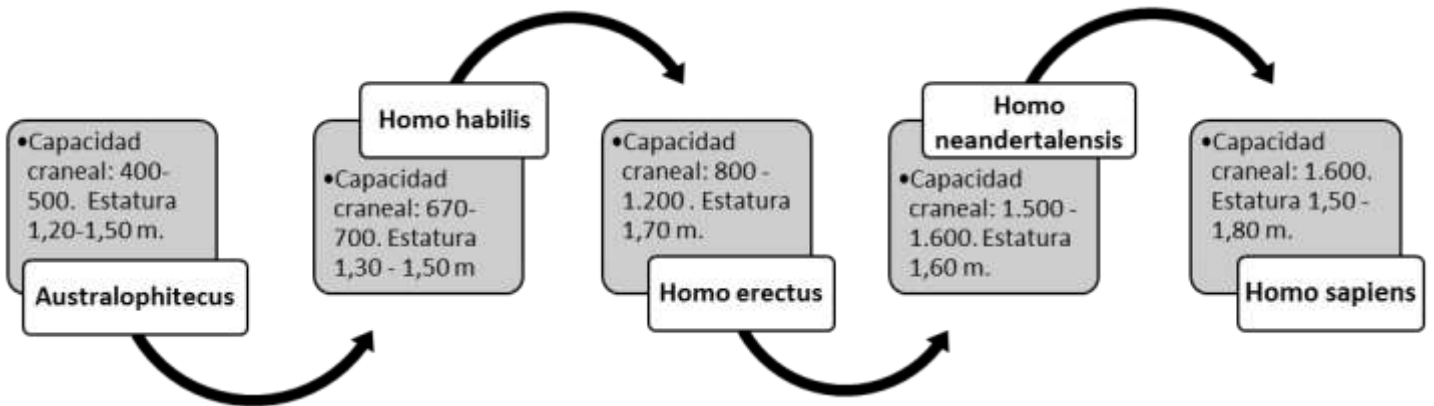 •Capacidad
craneal: 400-
500.  Estatura
1,20-1,50 m.
Australophitecus
Homo habilis
•Capacidad
craneal: 670-
700. Estatura
1,30 - 1,50 m
•Capacidad
craneal: 800 -
1.200 . Estatura
1,70 m.
Homo erectus
Homo
neandertalensis
•Capacidad
craneal: 1.500 -
1.600. Estatura
1,60 m.
•Capacidad
craneal: 1.600.
Estatura 1,50 -
1,80 m.
Homo sapiens